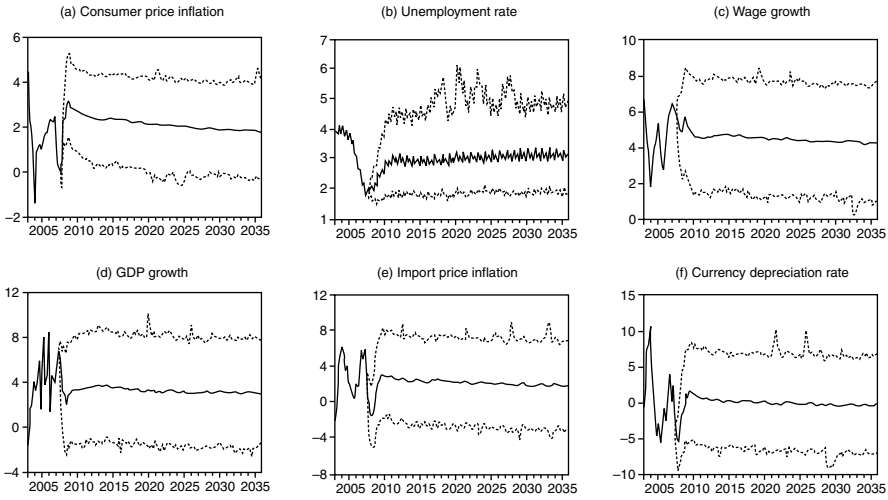 (a) Consumer price inflation
(b) Unemployment rate
(c) Wage growth
6
4
2
0
–2
2005 2010 2015 2020 2025 2030 2035
7
6
5
4
3
2
1
2005 2010 2015 2020 2025 2030 2035
10
8
6
4
2
0
2005 2010 2015 2020 2025 2030 2035
(d) GDP growth
(e) Import price inflation
(f) Currency depreciation rate
12
8
4
0
–4
2005 2010 2015 2020 2025 2030 2035
12
8
4
0
–4
–8
2005 2010 2015 2020 2025 2030 2035
15
10
5
0
–5
–10
2005 2010 2015 2020 2025 2030 2035